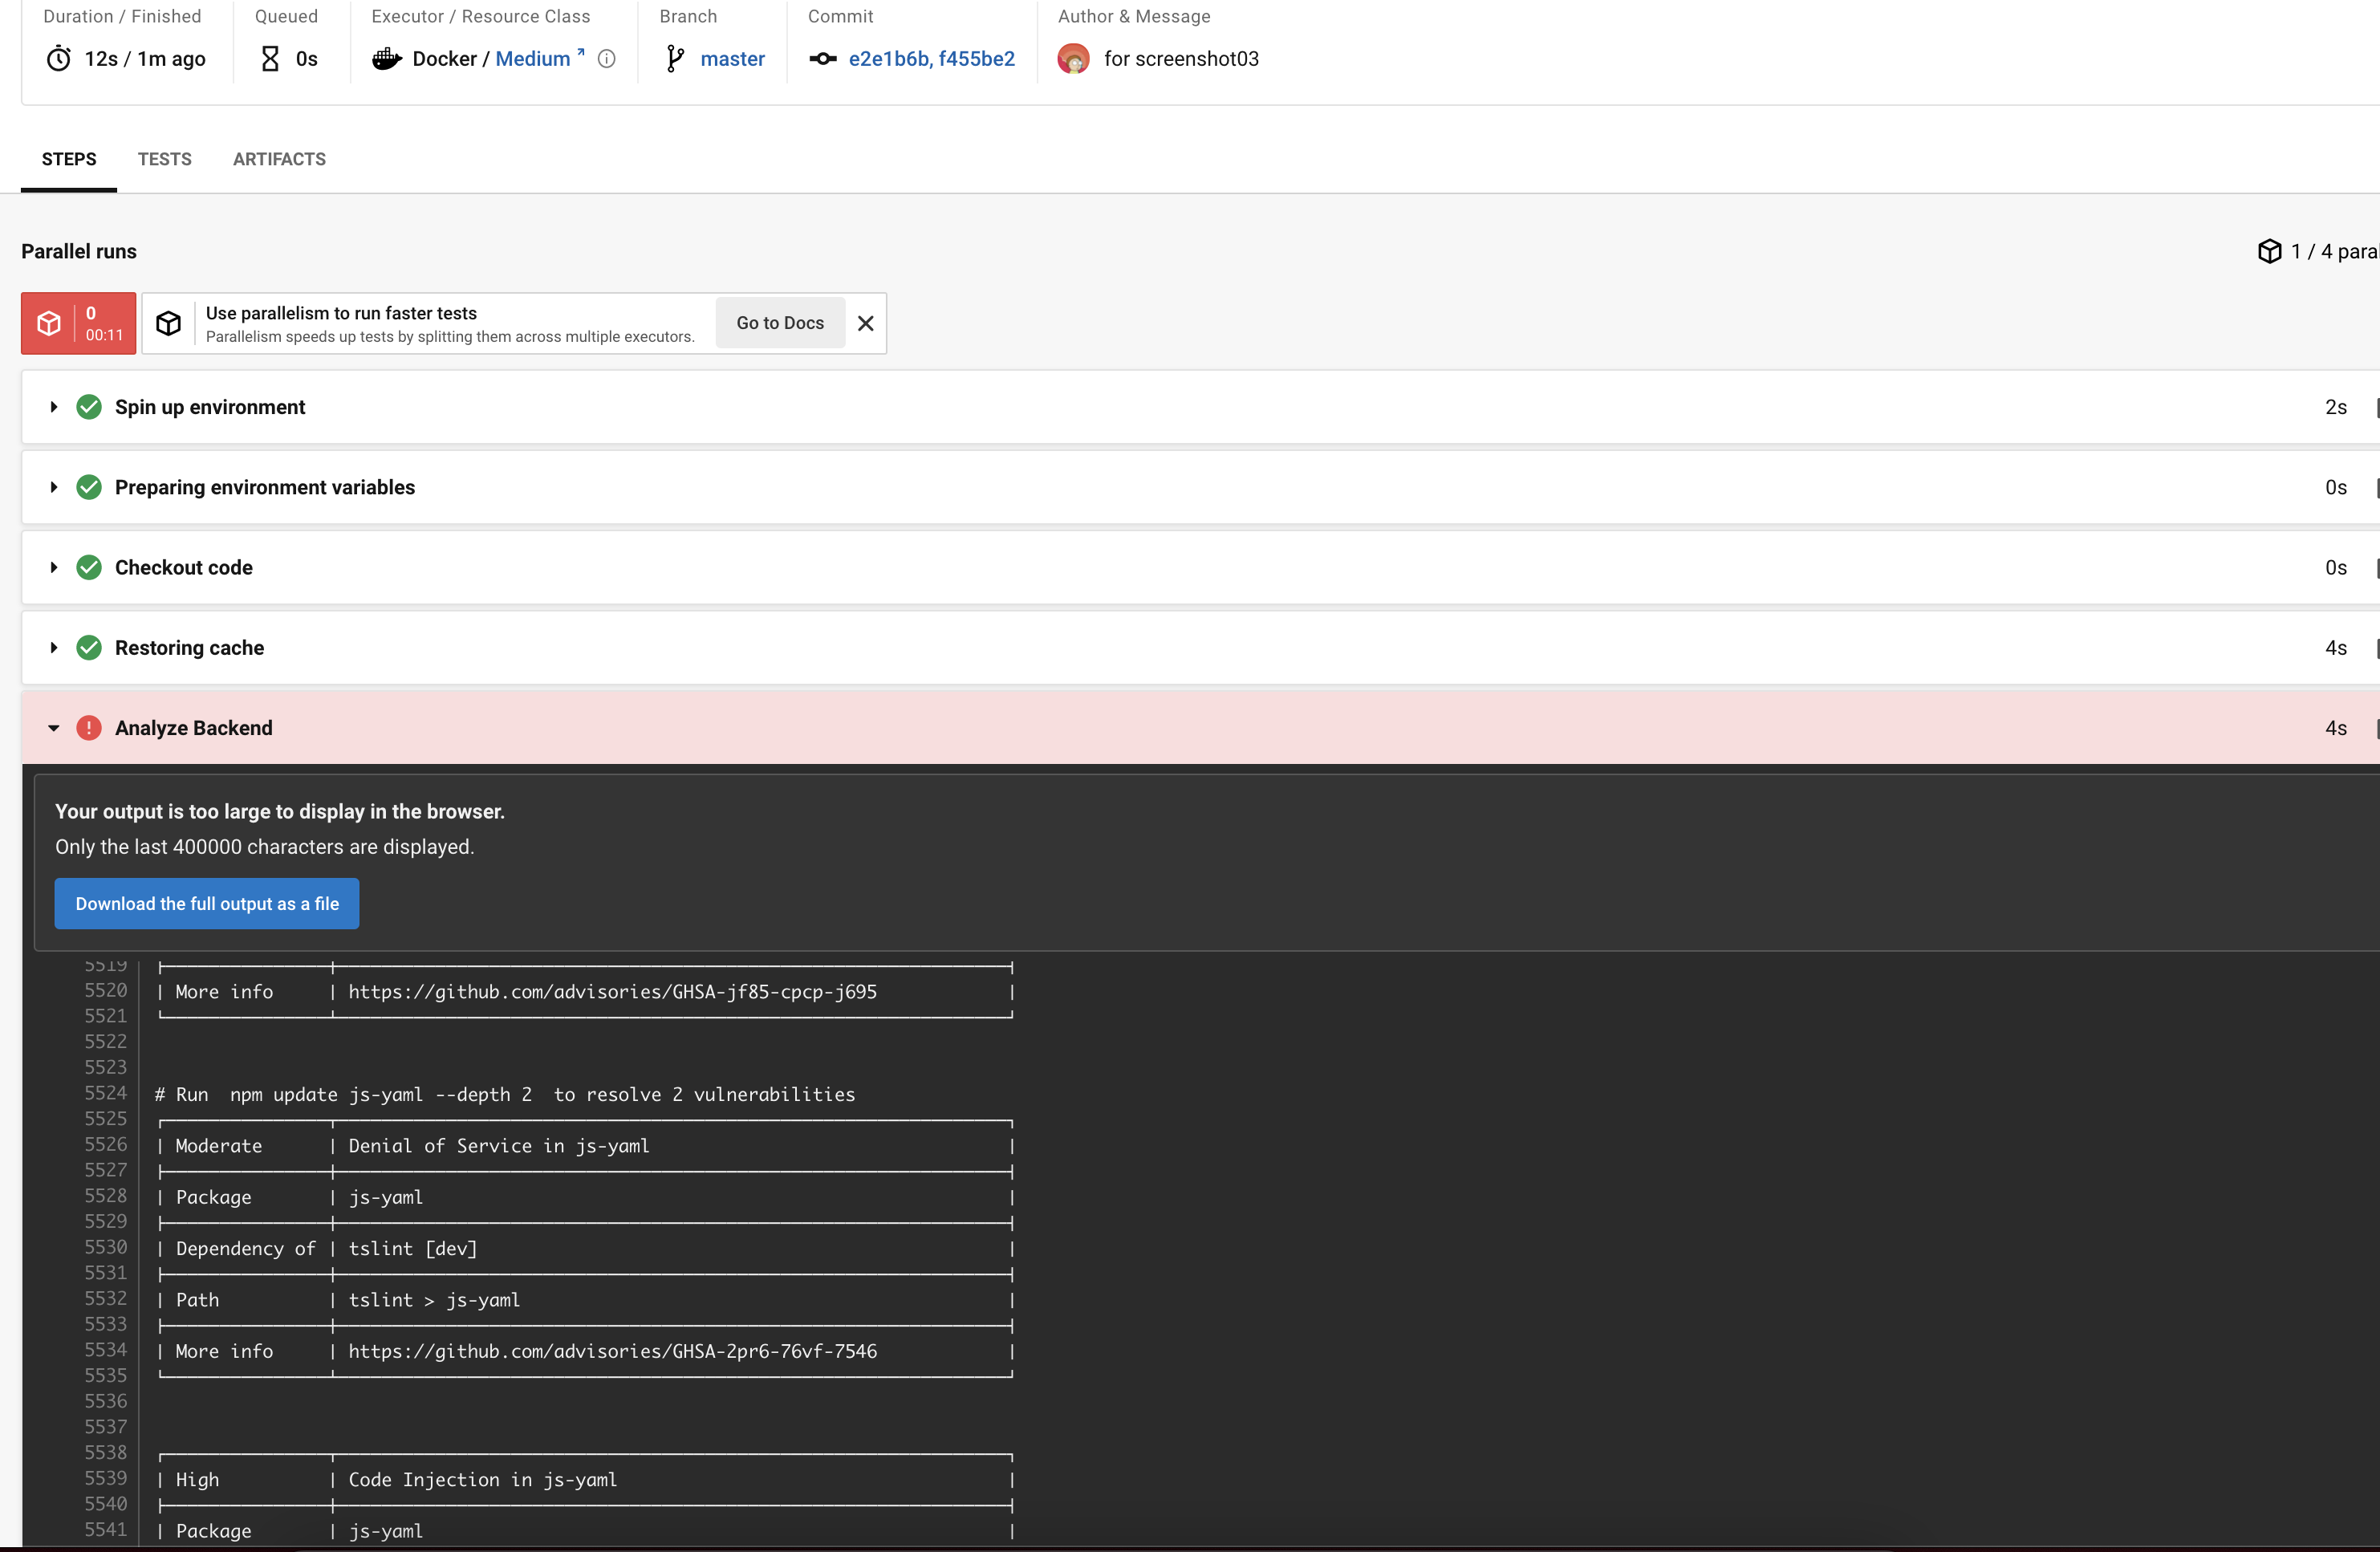 Duration / Finished
Queued
Executor / Resource Class
Branch
Commit
Author & Message
12s / 1m ago
0s
Docker / Medium
master
e2e1b6b, f455be2
for screenshot03
STEPS
TESTS
ARTIFACTS
Parallel runs
1 / 4
0
00:11
Use parallelism to run faster tests
Parallelism speeds up tests by splitting them across multiple executors.
Go to Docs
Spin up environment
2s
Preparing environment variables
0s
Checkout code
0s
Restoring cache
4s
Analyze Backend
4s
Your output is too large to display in the browser.
Only the last 400000 characters are displayed.
Download the full output as a file
5519
5520 | More info | https://github.com/advisories/GHSA-jf85-cpcp-j695 |
5521
5522
5523
5524 # Run  npm update js-yaml --depth 2  to resolve 2 vulnerabilities
5525
5526 | Moderate | Denial of Service in js-yaml |
5527
5528 | Package | js-yaml |
5529
5530 | Dependency of | tslint [dev] |
5531
5532 | Path | tslint > js-yaml |
5533
5534 | More info | https://github.com/advisories/GHSA-2pr6-76vf-7546 |
5535
5536
5537
5538
5539 | High | Code Injection in js-yaml |
5540
5541 | Package | js-yaml |